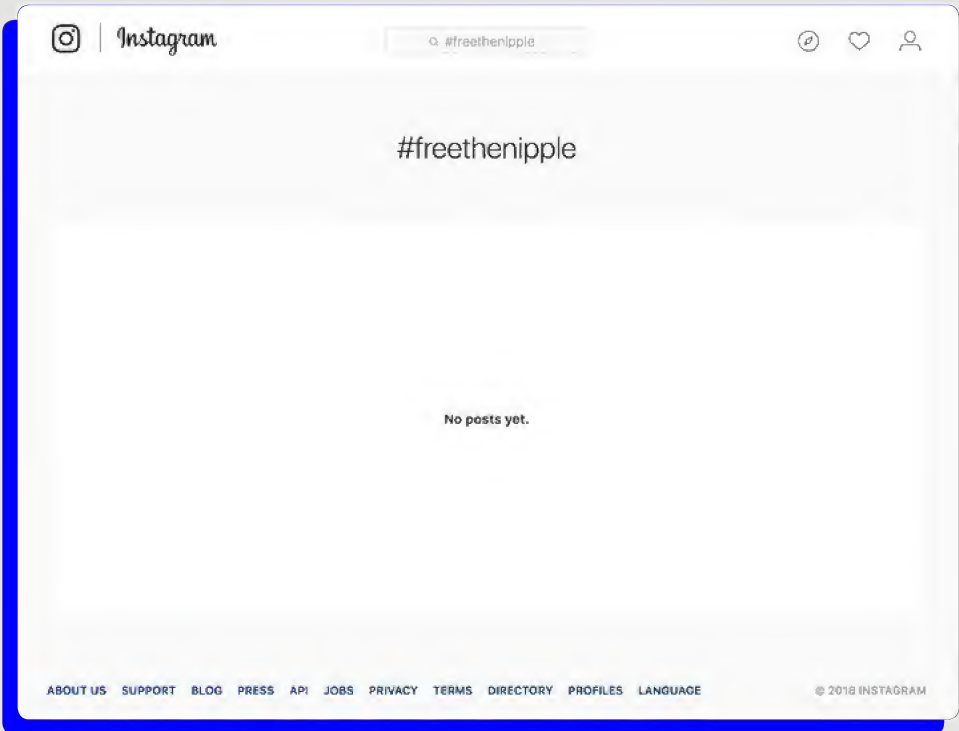 Instagram #freethenipple
#freethenipple
No posts yet.
ABOUT US SUPPORT BLOG PRESS API JOBS PRIVACY TERMS DIRECTORY PROFILES LANGUAGE © 2018 INSTAGRAM